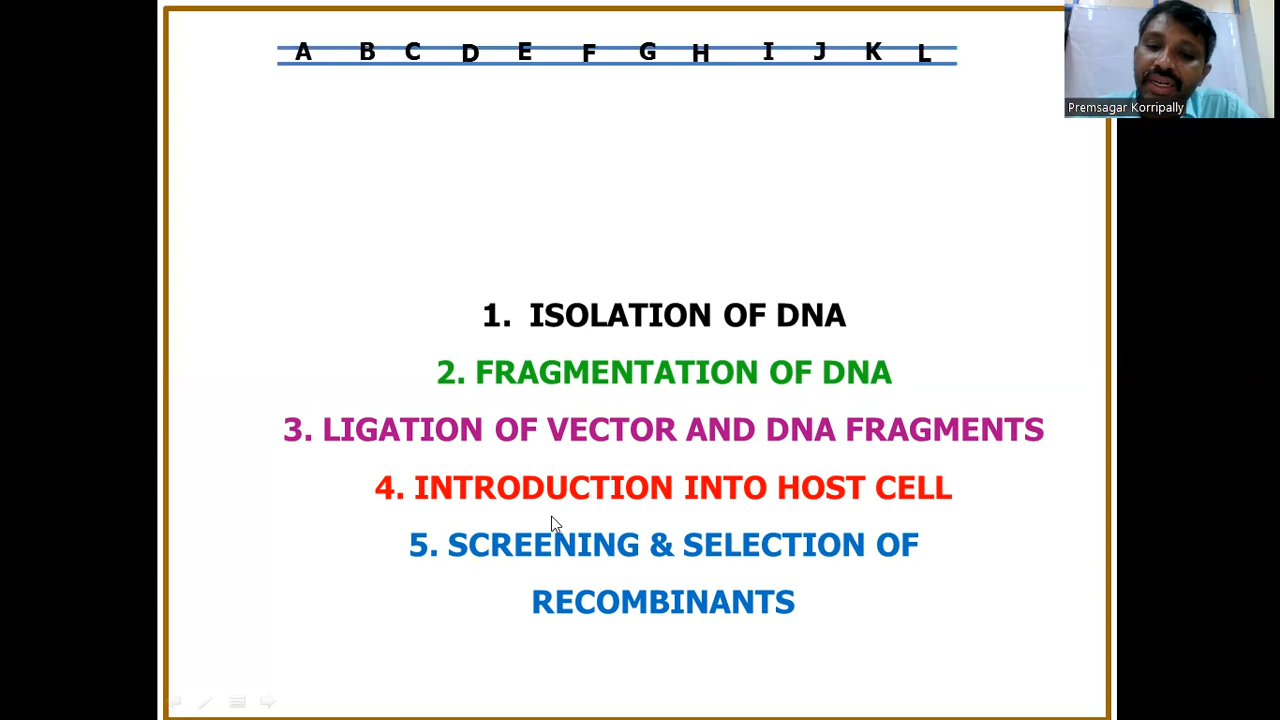 A B C D E F G H I J K L
Premsagar Korripally
1. ISOLATION OF DNA
2. FRAGMENTATION OF DNA
3. LIGATION OF VECTOR AND DNA FRAGMENTS
4. INTRODUCTION INTO HOST CELL
5. SCREENING & SELECTION OF
RECOMBINANTS